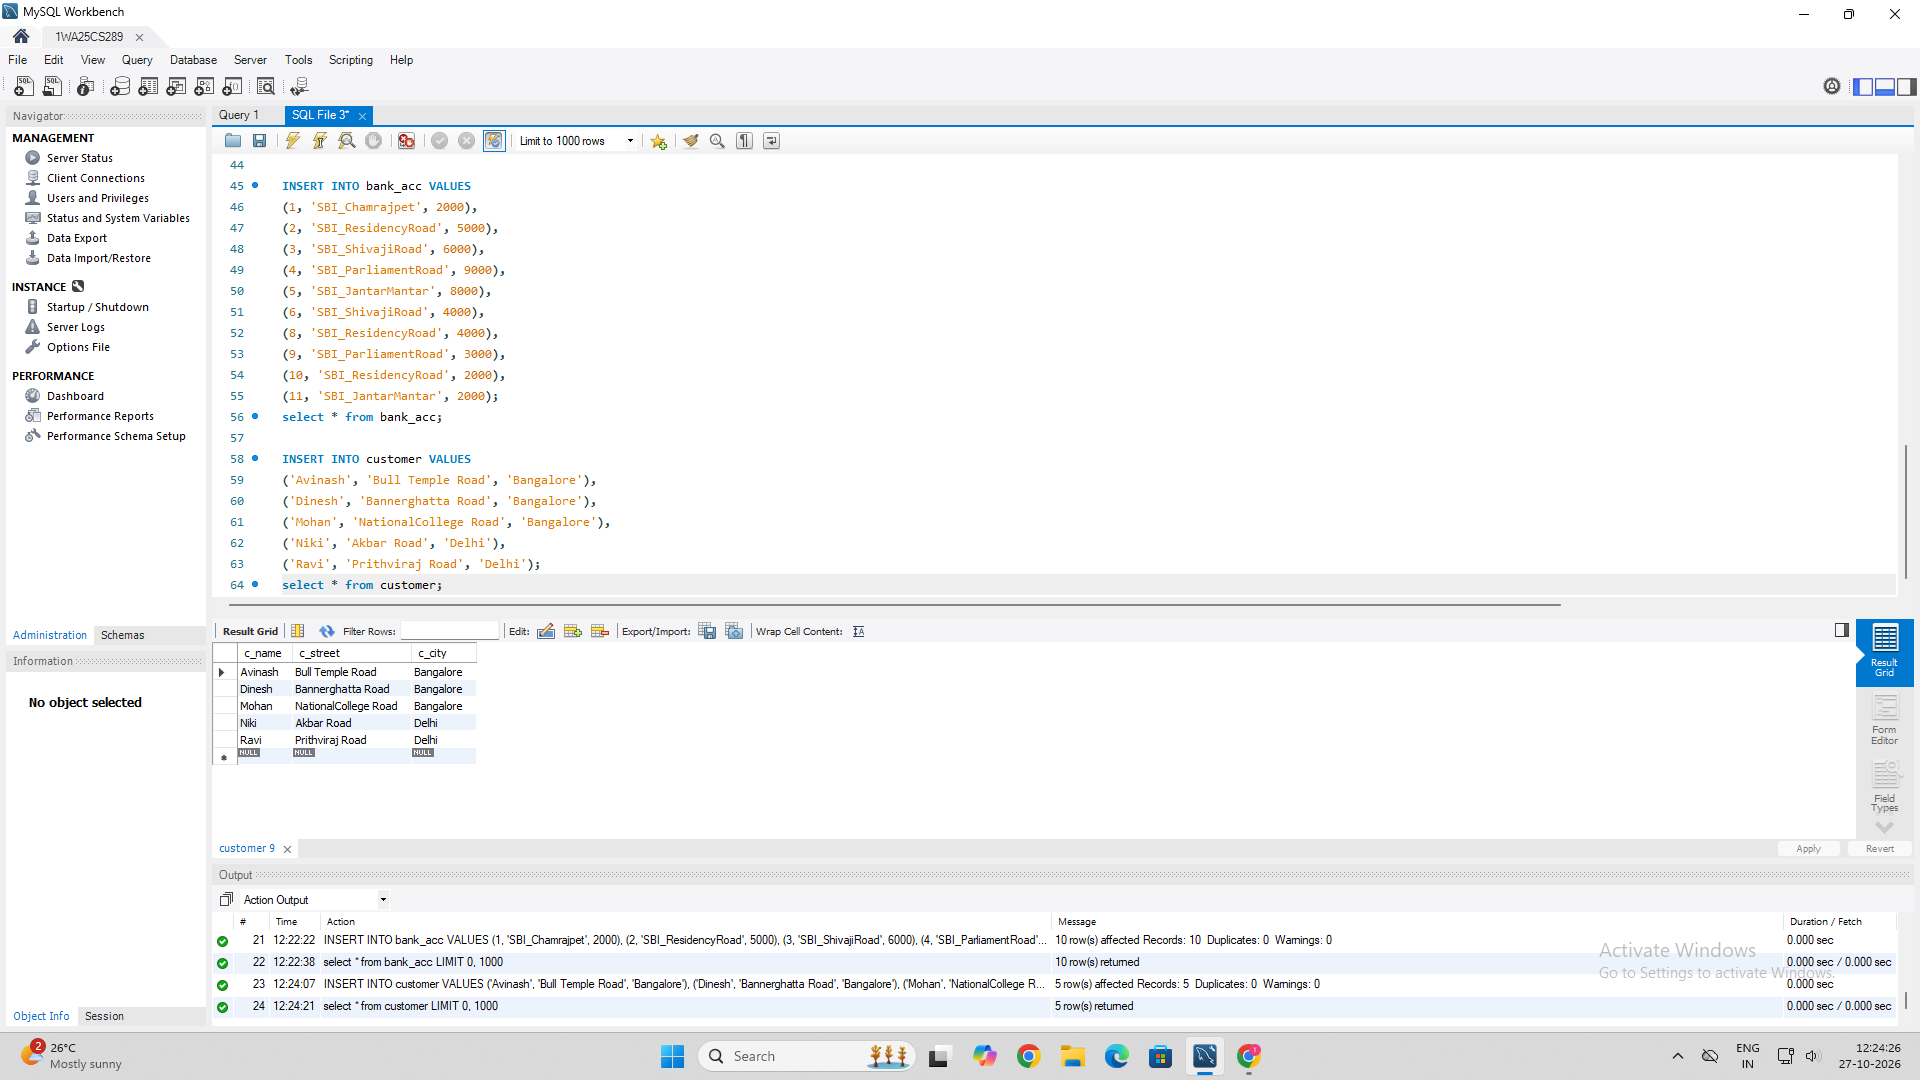 MySQL Workbench
1WA25CS289
File Edit View Query Database Server Tools Scripting Help
Navigator
MANAGEMENT
Server Status
Client Connections
Users and Privileges
Status and System Variables
Data Export
Data Import/Restore
INSTANCE
Startup / Shutdown
Server Logs
Options File
PERFORMANCE
Dashboard
Performance Reports
Performance Schema Setup
Administration Schemas
Information
No object selected
Object Info Session
Query 1 SQL File 3*
Limit to 1000 rows
44
45 INSERT INTO bank_acc VALUES
46 (1, 'SBI_Chamrajpet', 2000),
47 (2, 'SBI_ResidencyRoad', 5000),
48 (3, 'SBI_ShivajiRoad', 6000),
49 (4, 'SBI_ParliamentRoad', 9000),
50 (5, 'SBI_JantarMantar', 8000),
51 (6, 'SBI_ShivajiRoad', 4000),
52 (8, 'SBI_ResidencyRoad', 4000),
53 (9, 'SBI_ParliamentRoad', 3000),
54 (10, 'SBI_ResidencyRoad', 2000),
55 (11, 'SBI_JantarMantar', 2000);
56 select * from bank_acc;
57
58 INSERT INTO customer VALUES
59 ('Avinash', 'Bull Temple Road', 'Bangalore'),
60 ('Dinesh', 'Bannerghatta Road', 'Bangalore'),
61 ('Mohan', 'NationalCollege Road', 'Bangalore'),
62 ('Niki', 'Akbar Road', 'Delhi'),
63 ('Ravi', 'Prithviraj Road', 'Delhi');
64 select * from customer;
Result Grid Filter Rows: Edit: Export/Import: Wrap Cell Content:
c_name c_street c_city
Avinash Bull Temple Road Bangalore
Dinesh Bannerghatta Road Bangalore
Mohan NationalCollege Road Bangalore
Niki Akbar Road Delhi
Ravi Prithviraj Road Delhi
NULL NULL NULL
Result Grid
Form Editor
Field Types
customer 9
Apply Revert
Output
Action Output
# Time Action Message Duration / Fetch
21 12:22:22 INSERT INTO bank_acc VALUES (1, 'SBI_Chamrajpet', 2000), (2, 'SBI_ResidencyRoad', 5000), (3, 'SBI_ShivajiRoad', 6000), (4, 'SBI_ParliamentRoad'... 10 row(s) affected Records: 10 Duplicates: 0 Warnings: 0 0.000 sec
22 12:22:38 select * from bank_acc LIMIT 0, 1000 10 row(s) returned 0.000 sec / 0.000 sec
23 12:24:07 INSERT INTO customer VALUES ('Avinash', 'Bull Temple Road', 'Bangalore'), ('Dinesh', 'Bannerghatta Road', 'Bangalore'), ('Mohan', 'NationalCollege R... 5 row(s) affected Records: 5 Duplicates: 0 Warnings: 0 0.000 sec
24 12:24:21 select * from customer LIMIT 0, 1000 5 row(s) returned 0.000 sec / 0.000 sec
Activate Windows
Go to Settings to activate Windows.
2
26°C
Mostly sunny
Search
ENG
IN
12:24:26
27-10-2026